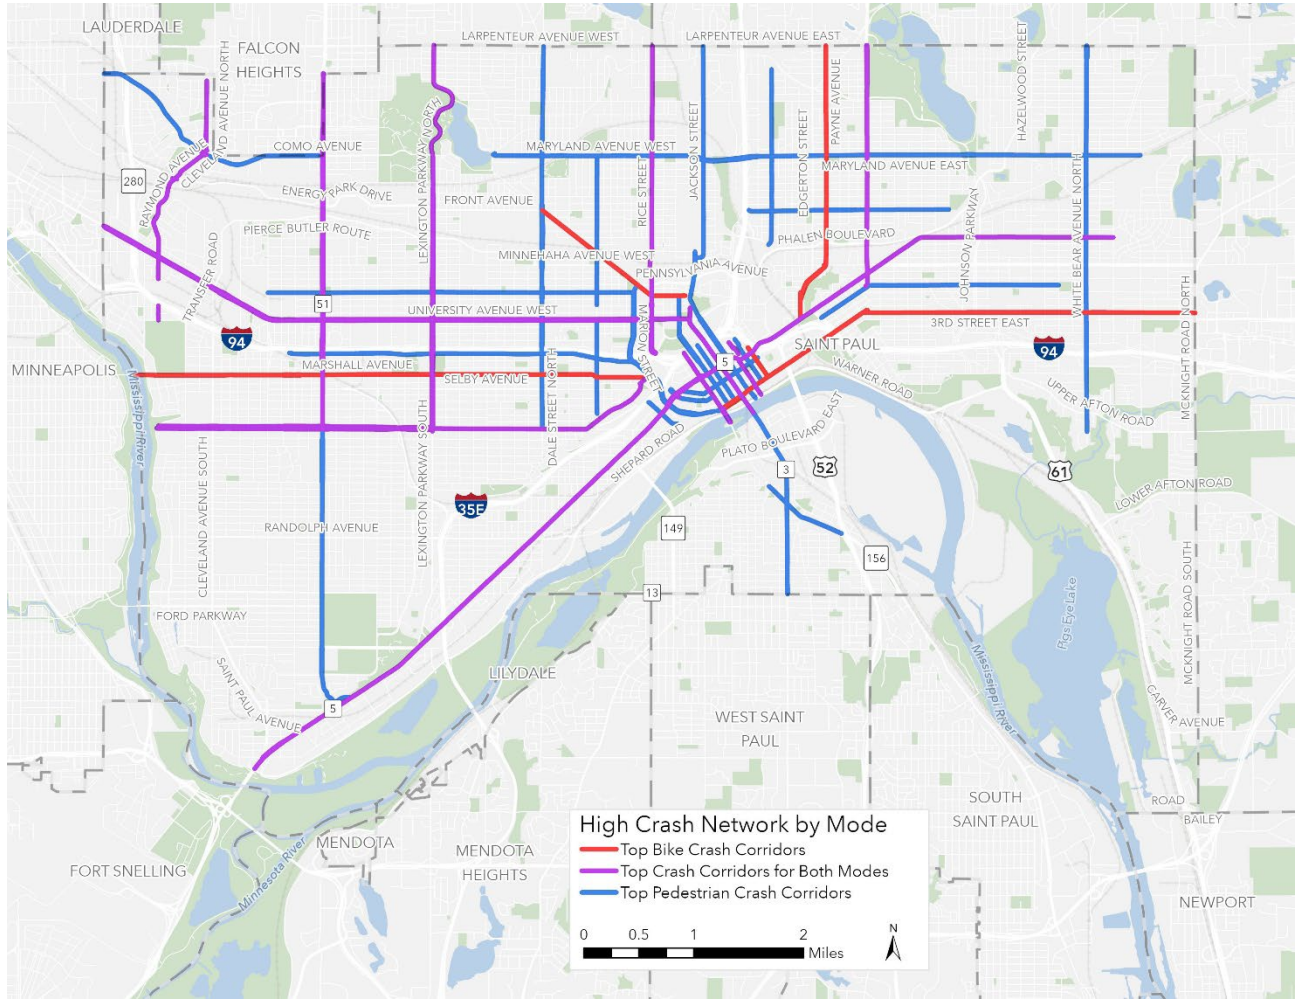 LAUDERDALE
FALCON
HEIGHTS
CLEVELAND AVENUE NORTH
LARPENTEUR AVENUE WEST
LARPENTEUR AVENUE EAST
HAZELWOOD STREET
PAYNE AVENUE
EDGERTON STREET
JACKSON STREET
RICE STREET
LEXINGTON PARKWAY NORTH
COMO AVENUE
MARYLAND AVENUE WEST
MARYLAND AVENUE EAST
RAYMOND AVENUE
280
ENERGY PARK DRIVE
FRONT AVENUE
PIERCE BUTLER ROUTE
PHALEN BOULEVARD
JOHNSON PARKWAY
WHITE BEAR AVENUE NORTH
TRANSFER ROAD
MINNEHAHA AVENUE WEST
PENNSYLVANIA AVENUE
51
UNIVERSITY AVENUE WEST
MARION STREET
3RD STREET EAST
MCKNIGHT ROAD NORTH
94
SAINT PAUL
94
MINNEAPOLIS
MARSHALL AVENUE
5
SELBY AVENUE
WARNER ROAD
UPPER AFTON ROAD
Mississippi River
DALE STREET NORTH
LEXINGTON PARKWAY SOUTH
CLEVELAND AVENUE SOUTH
SHEPARD ROAD
PLATO BOULEVARD EAST
3
52
61
LOWER AFTON ROAD
35E
RANDOLPH AVENUE
149
156
FORD PARKWAY
13
Pigs Eye Lake
MCKNIGHT ROAD SOUTH
SAINT PAUL AVENUE
LILYDALE
5
Mississippi River
WEST SAINT
PAUL
CARVER AVENUE
SOUTH
SAINT PAUL
ROAD
BAILEY
FORT SNELLING
MENDOTA
MENDOTA
HEIGHTS
Minnesota River
NEWPORT
High Crash Network by Mode
Top Bike Crash Corridors
Top Crash Corridors for Both Modes
Top Pedestrian Crash Corridors
0 0.5 1 2
Miles
N